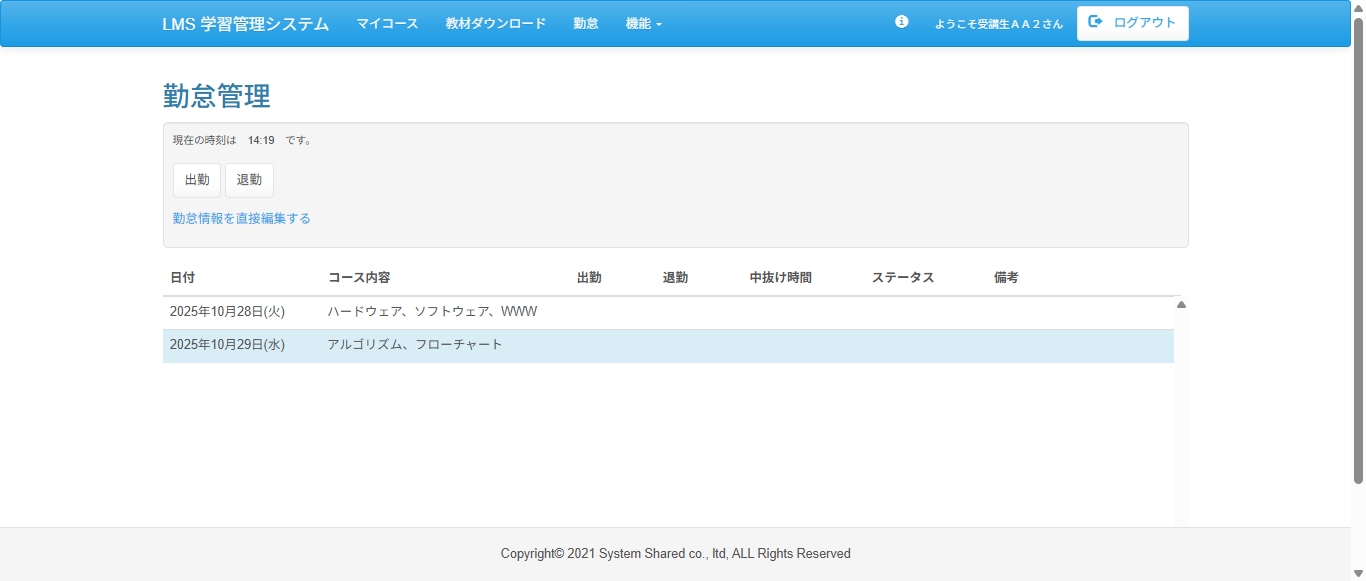 LMS 学習管理システム マイコース 教材ダウンロード 勤怠 機能 ようこそ受講生ＡＡ２さん ログアウト
勤怠管理
現在の時刻は 14:19 です。
出勤 退勤
勤怠情報を直接編集する
日付 コース内容 出勤 退勤 中抜け時間 ステータス 備考
2025年10月28日(火) ハードウェア、ソフトウェア、WWW
2025年10月29日(水) アルゴリズム、フローチャート
Copyright© 2021 System Shared co., ltd, ALL Rights Reserved